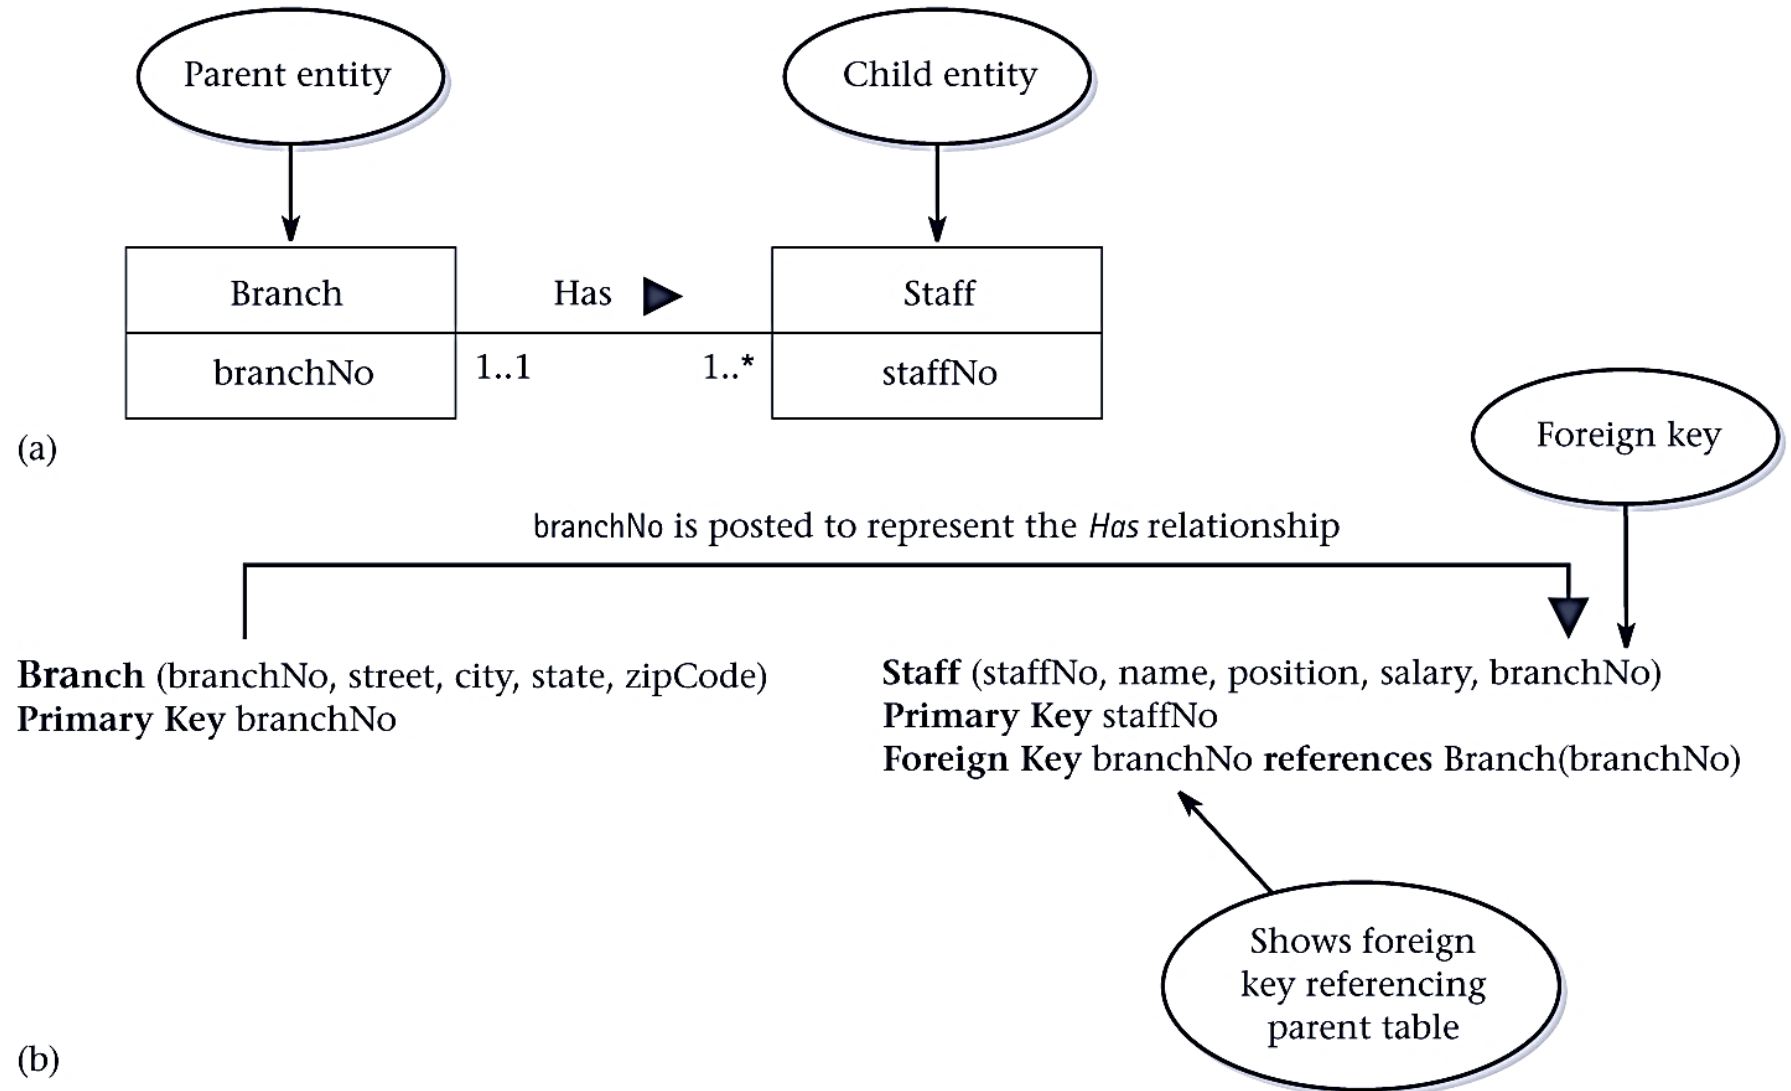 Parent entity
Child entity
Branch
Has
Staff
branchNo
1..1
1..*
staffNo
(a)
Foreign key
branchNo is posted to represent the Has relationship
Branch (branchNo, street, city, state, zipCode)
Primary Key branchNo
Staff (staffNo, name, position, salary, branchNo)
Primary Key staffNo
Foreign Key branchNo references Branch(branchNo)
Shows foreign
key referencing
parent table
(b)